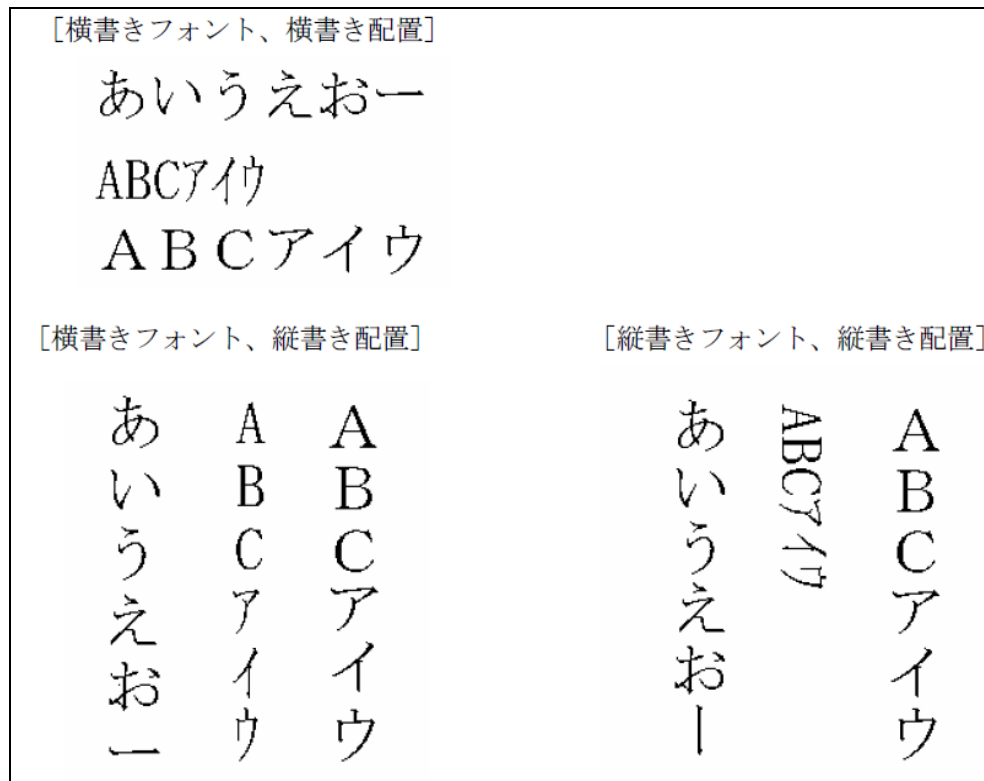 ［横書きフォント、横書き配置］
あいうえおー
ABCｱｲｳ
ＡＢＣアイウ
［横書きフォント、縦書き配置］
あいうえおー
ABCｱｲｳ
ＡＢＣアイウ
［縦書きフォント、縦書き配置］
あいうえおー
ABCｱｲｳ
ＡＢＣアイウ